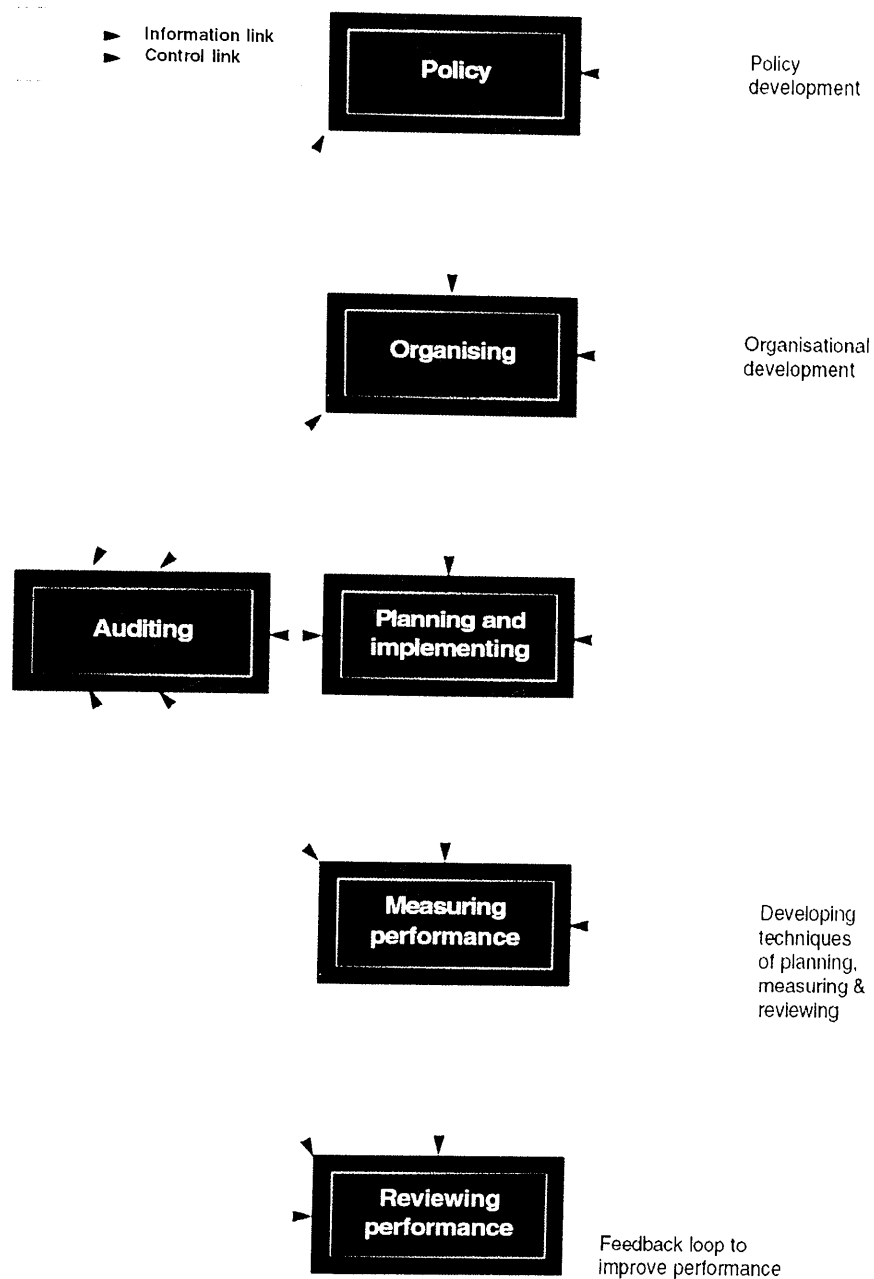 Information link
Control link
Policy
Policy
development
Organising
Organisational
development
Auditing
Planning and
implementing
Measuring
performance
Developing
techniques
of planning,
measuring &
reviewing
Reviewing
performance
Feedback loop to
improve performance